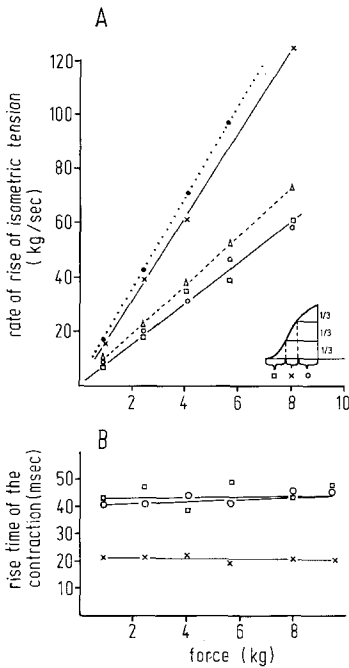 A
rate of rise of isometric tension
(kg/sec)
120
100
80
60
40
20
1/3
1/3
1/3
2 4 6 8 10
B
rise time of the
contraction (msec)
50
40
30
20
10
2 4 6 8
force (kg)